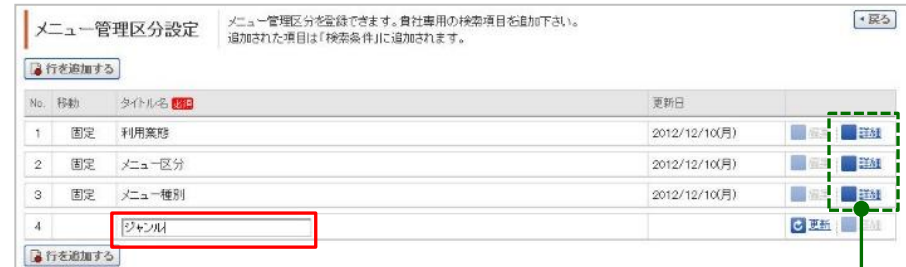 メニュー管理区分設定
メニュー管理区分を登録できます。貴社専用の検索項目を追加下さい。
追加された項目は「検索条件」に追加されます。
戻る
行を追加する
No. 移動 タイトル名 必須 更新日
1 固定 利用業態 2012/12/10(月) 編集 詳細
2 固定 メニュー区分 2012/12/10(月) 編集 詳細
3 固定 メニュー種別 2012/12/10(月) 編集 詳細
4 ジャンル 更新 詳細
行を追加する